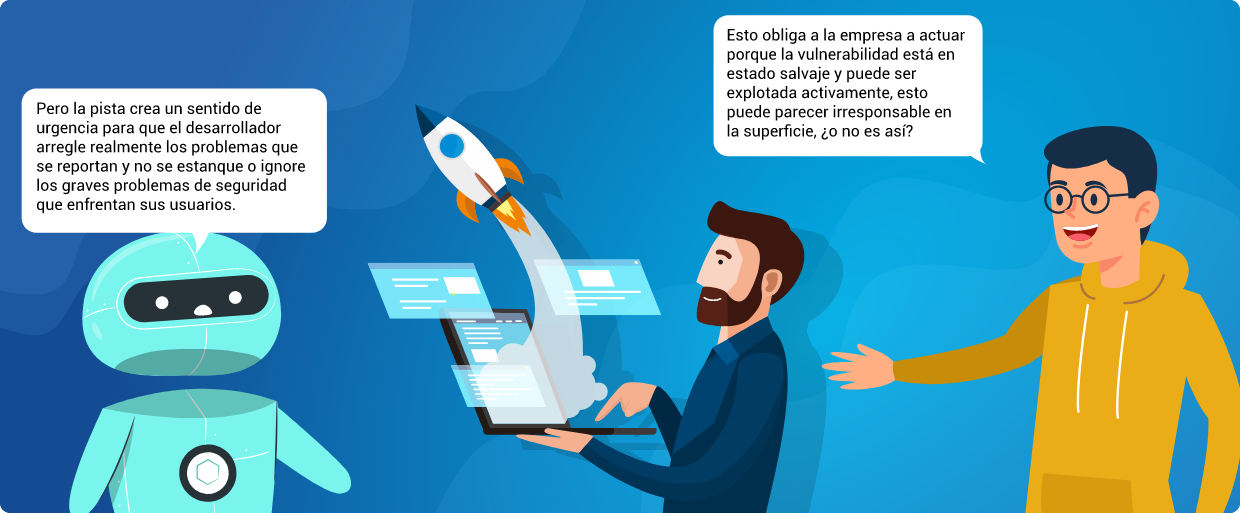 Pero la pista crea un sentido de
urgencia para que el desarrollador
arregle realmente los problemas que
se reportan y no se estanque o ignore
los graves problemas de seguridad
que enfrentan sus usuarios.
Esto obliga a la empresa a actuar
porque la vulnerabilidad está en
estado salvaje y puede ser
explotada activamente, esto
puede parecer irresponsable en
la superficie, ¿o no es así?